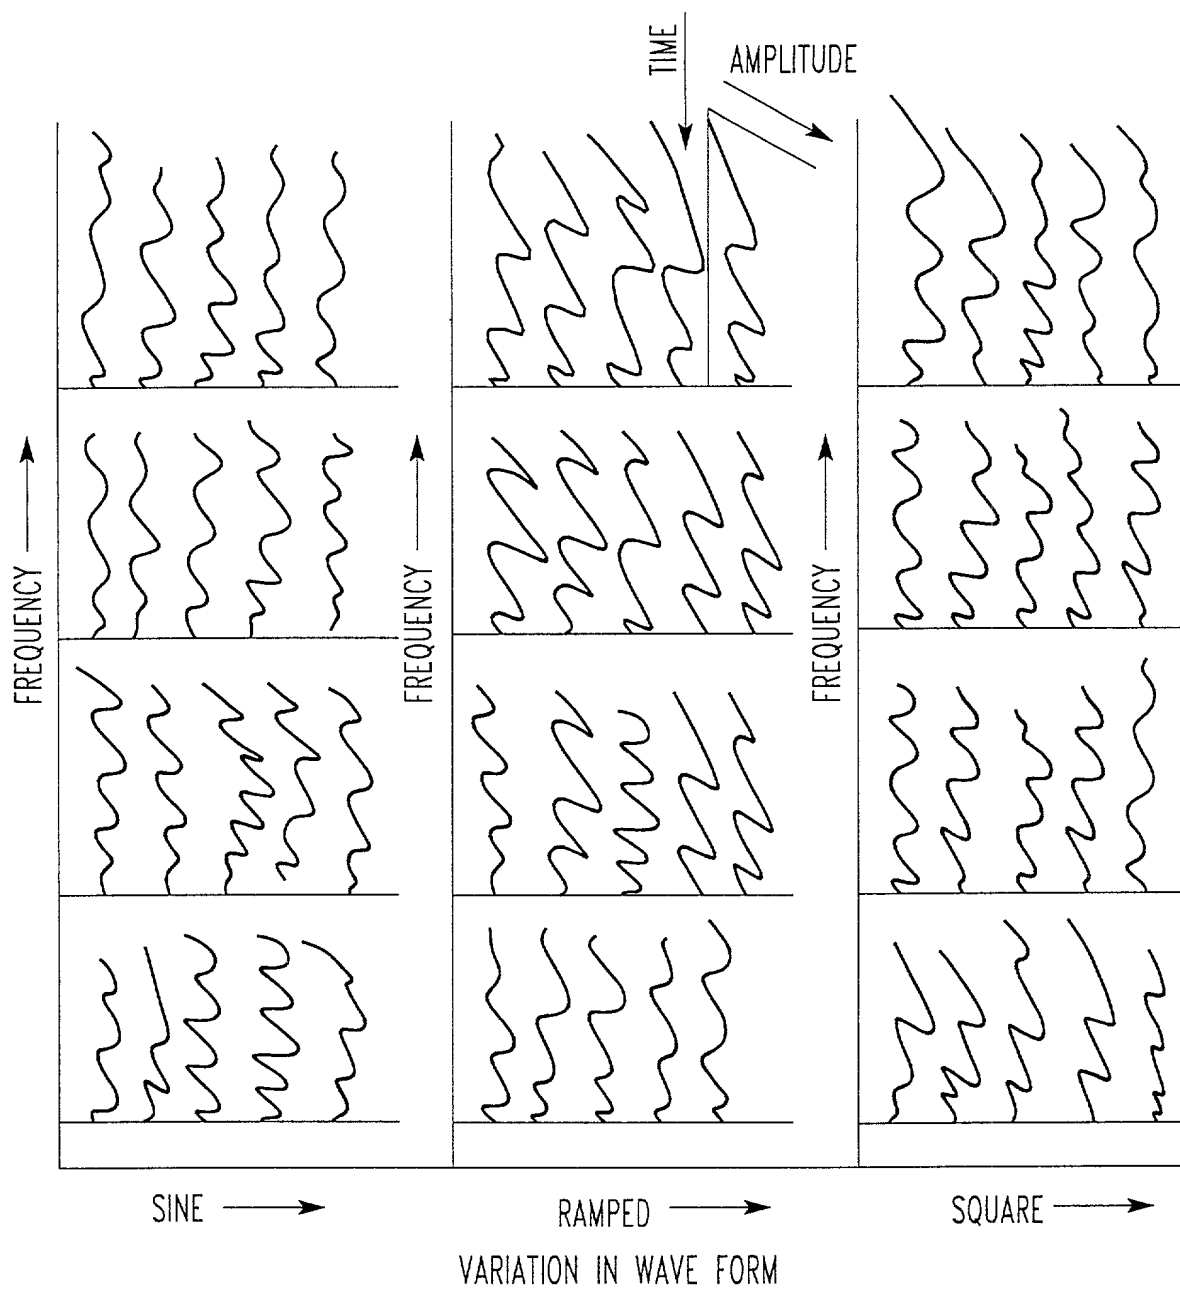 TIME
AMPLITUDE
FREQUENCY
FREQUENCY
FREQUENCY
SINE
RAMPED
SQUARE
VARIATION IN WAVE FORM